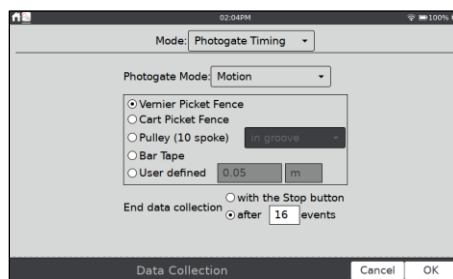 02:04PM 100%
Mode: Photogate Timing
Photogate Mode: Motion
Vernier Picket Fence
Cart Picket Fence
Pulley (10 spoke) in groove
Bar Tape
User defined 0.05 m
with the Stop button
End data collection
after 16 events
Data Collection Cancel OK